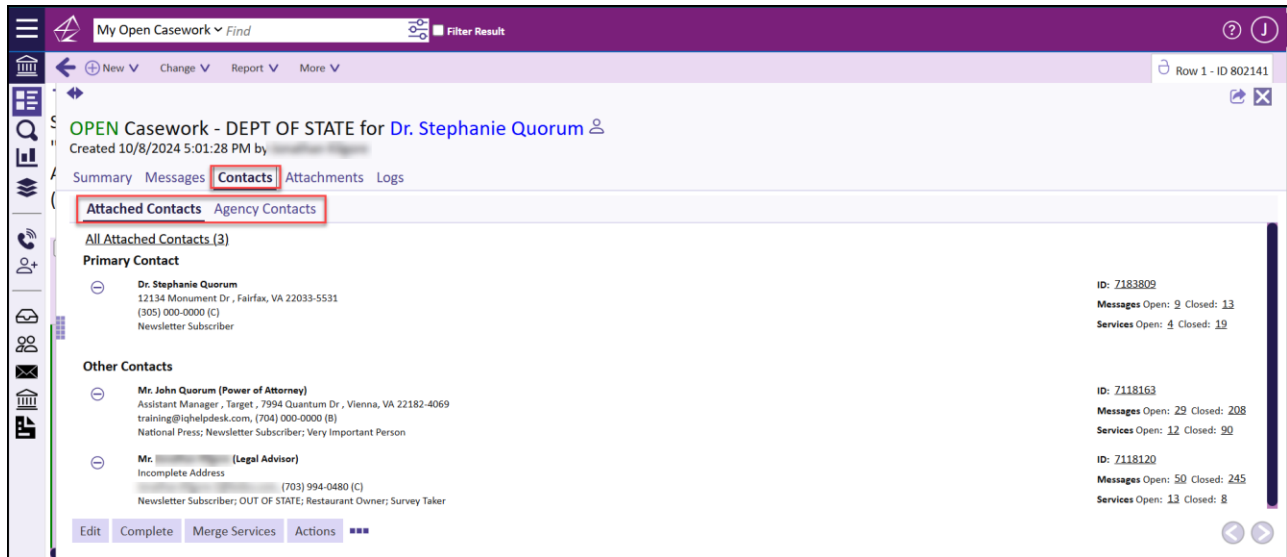 My Open Casework Find Filter Result ? J
New Change Report More Row 1 - ID 802141
OPEN Casework - DEPT OF STATE for Dr. Stephanie Quorum
Created 10/8/2024 5:01:28 PM by
Summary Messages Contacts Attachments Logs
Attached Contacts Agency Contacts
All Attached Contacts (3)
Primary Contact
Dr. Stephanie Quorum ID: 7183809
12134 Monument Dr , Fairfax, VA 22033-5531 Messages Open: 9 Closed: 13
(305) 000-0000 (C)
Newsletter Subscriber Services Open: 4 Closed: 19
Other Contacts
Mr. John Quorum (Power of Attorney) ID: 7118163
Assistant Manager , Target , 7994 Quantum Dr , Vienna, VA 22182-4069
training@iqhelpdesk.com, (704) 000-0000 (B) Messages Open: 29 Closed: 208
National Press; Newsletter Subscriber; Very Important Person Services Open: 12 Closed: 90
Mr. (Legal Advisor) ID: 7118120
Incomplete Address
(703) 994-0480 (C) Messages Open: 50 Closed: 245
Newsletter Subscriber; OUT OF STATE; Restaurant Owner; Survey Taker Services Open: 13 Closed: 8
Edit Complete Merge Services Actions